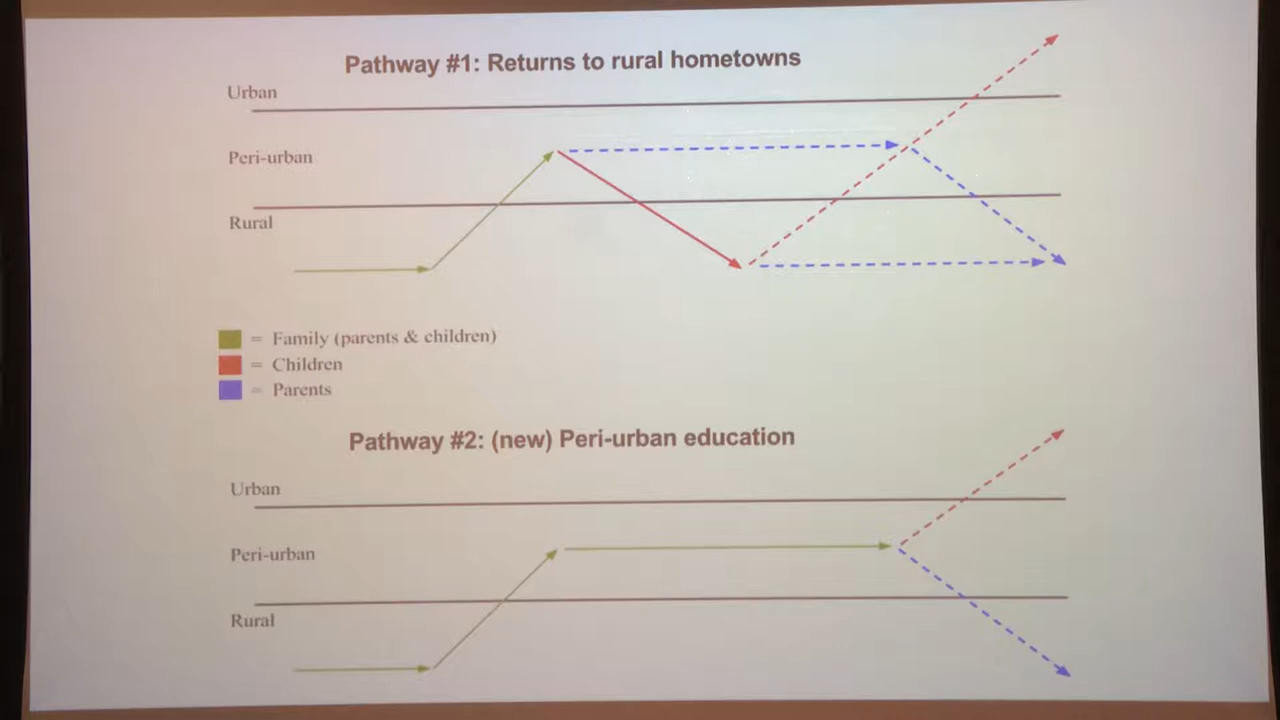 Pathway #1: Returns to rural hometowns
Urban
Peri-urban
Rural
= Family (parents & children)
= Children
= Parents
Pathway #2: (new) Peri-urban education
Urban
Peri-urban
Rural